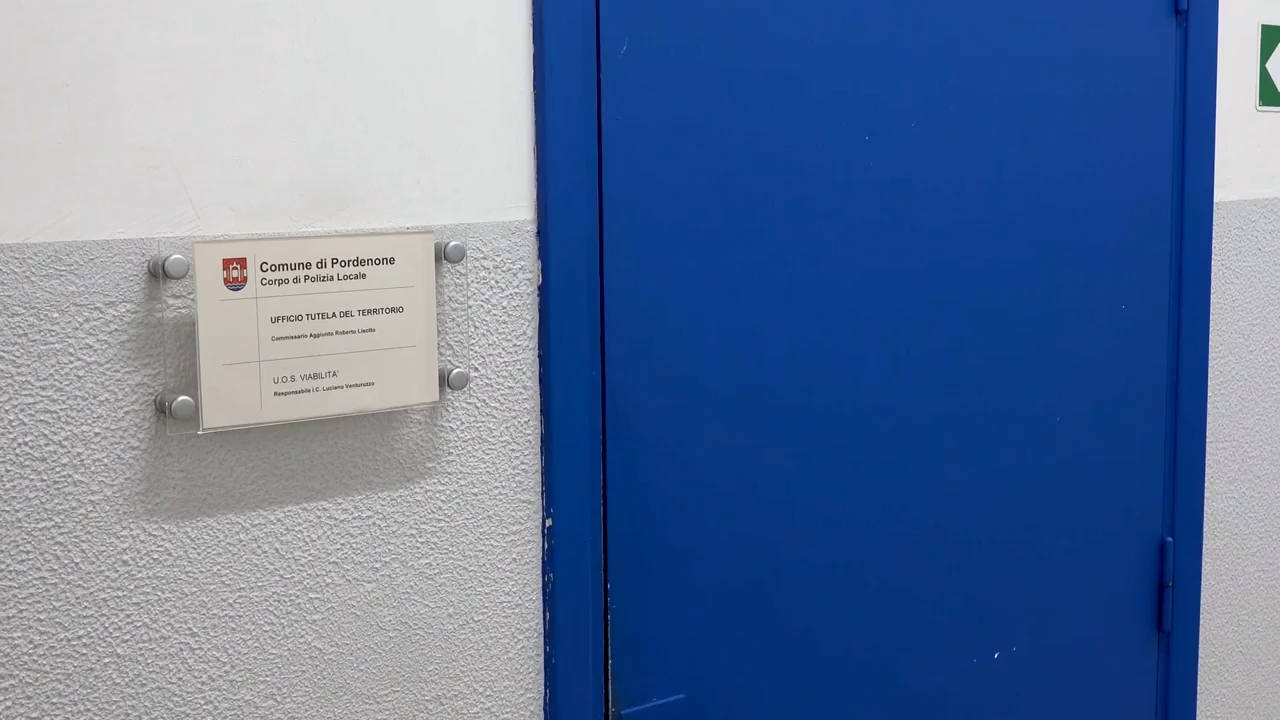 Comune di Pordenone
Corpo di Polizia Locale
UFFICIO TUTELA DEL TERRITORIO
Commissario Aggiunto Roberto Lisotto
U.O.S. VIABILITA'
Responsabile I.C. Luciano Venturuzzo